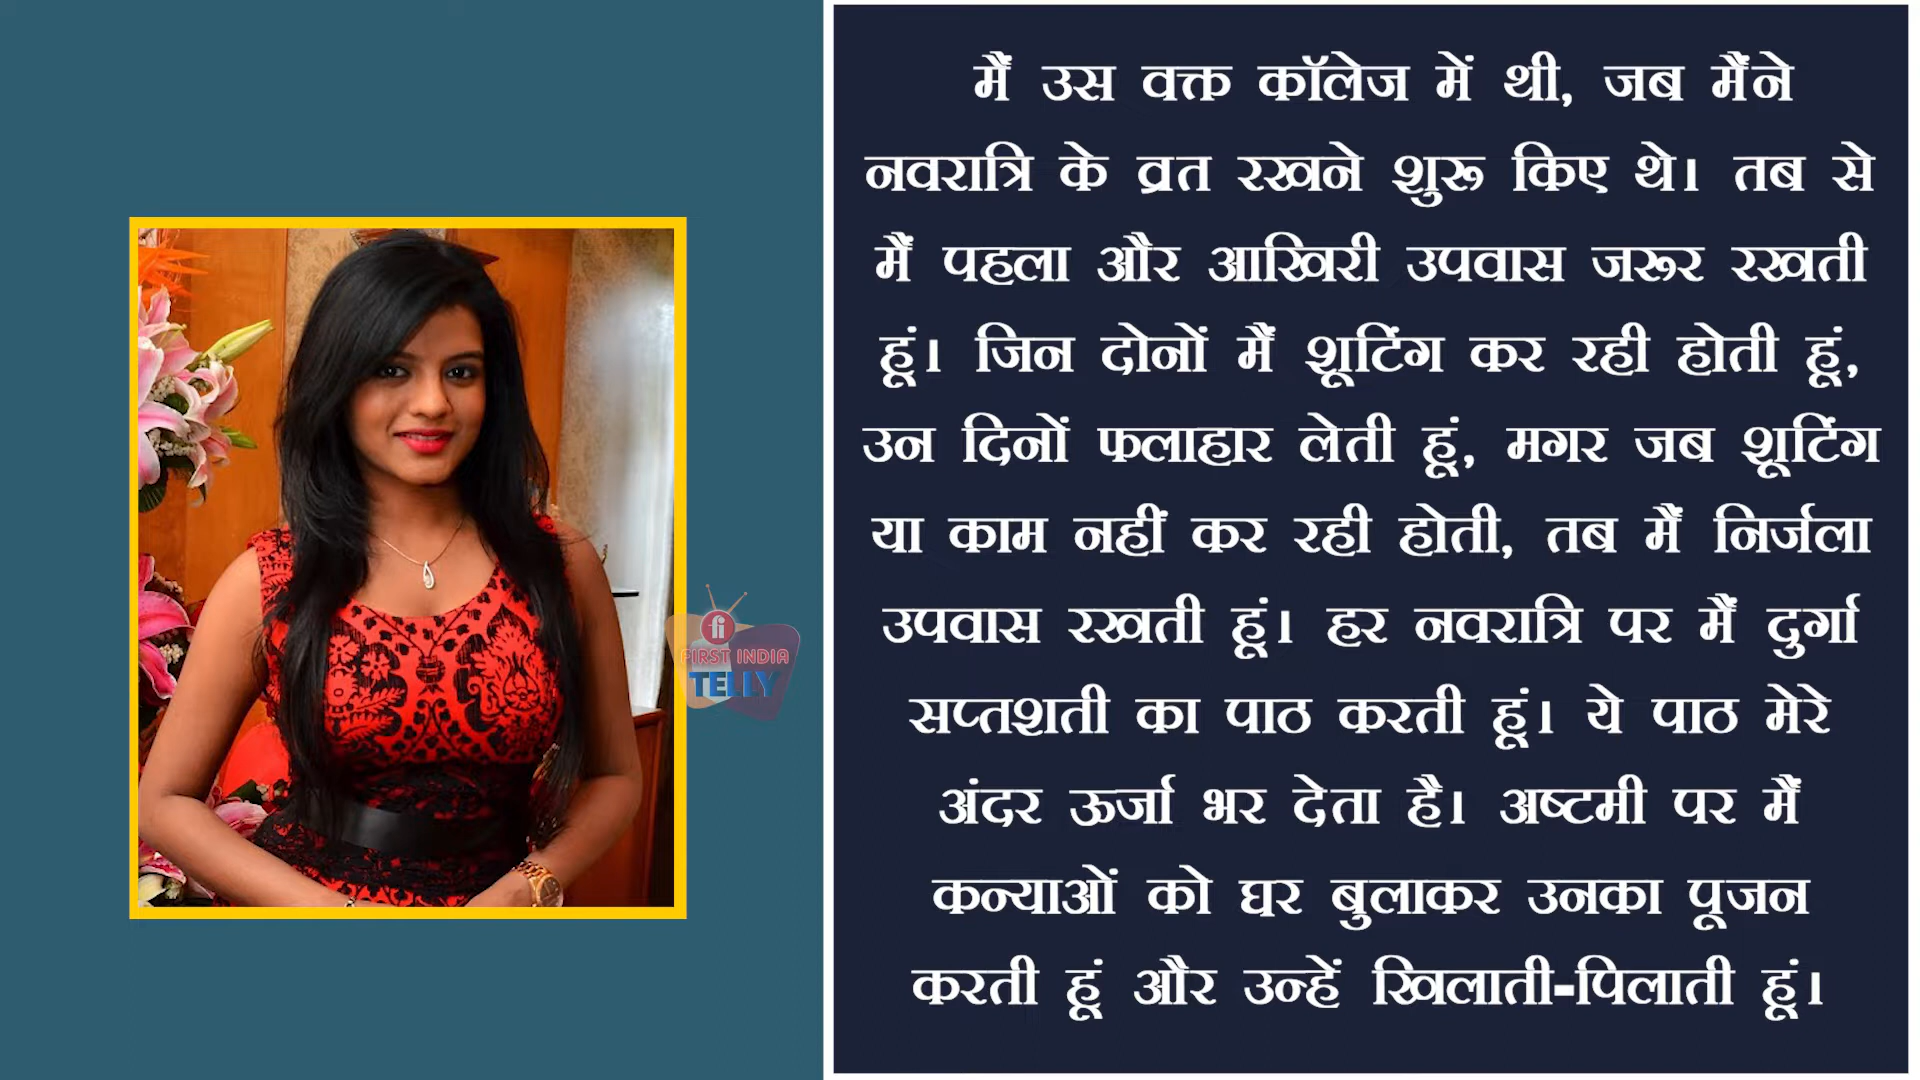 मैं उस वक्त कॉलेज में थी, जब मैंने
नवरात्रि के व्रत रखने शुरू किए थे। तब से
मैं पहला और आखिरी उपवास जरूर रखती
हूं। जिन दोनों मैं शूटिंग कर रही होती हूं,
उन दिनों फलाहार लेती हूं, मगर जब शूटिंग
या काम नहीं कर रही होती, तब मैं निर्जला
उपवास रखती हूं। हर नवरात्रि पर मैं दुर्गा
सप्तशती का पाठ करती हूं। ये पाठ मेरे
अंदर ऊर्जा भर देता है। अष्टमी पर मैं
कन्याओं को घर बुलाकर उनका पूजन
करती हूं और उन्हें खिलाती-पिलाती हूं।
fi
FIRST INDIA
TELLY